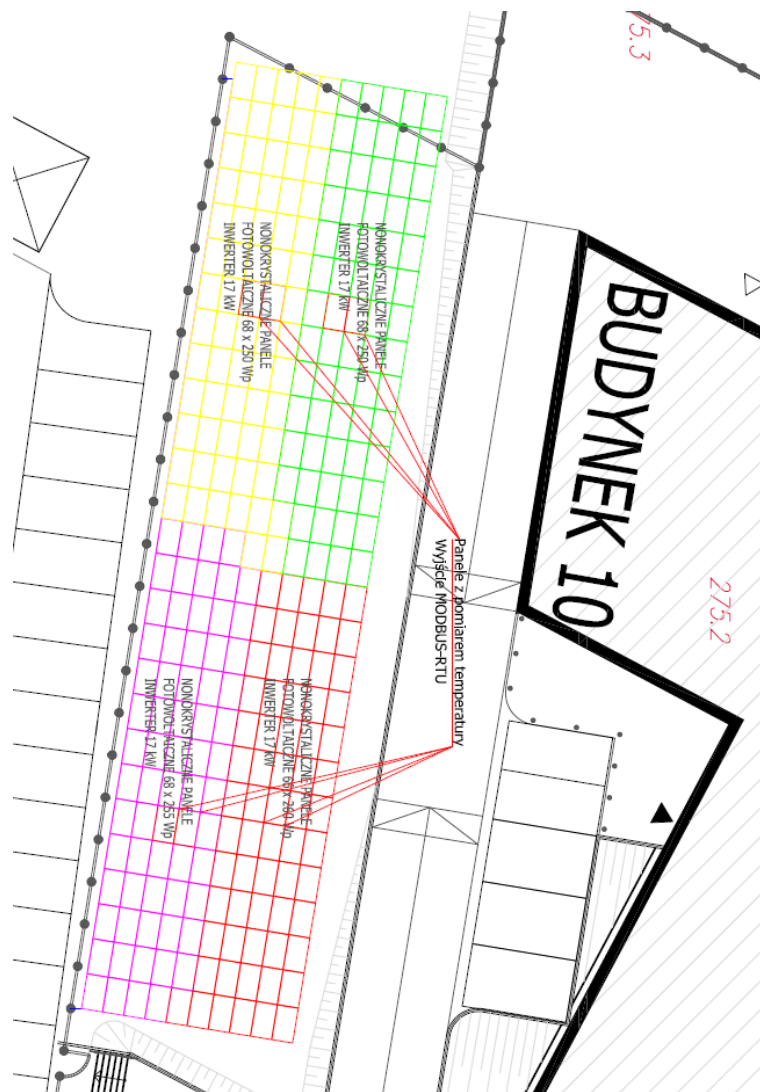 75.3
NONOKRYSTALICZNE PANELE
FOTOWOLTAICZNE 68 x 250 Wp
INWERTER 17 kW
NONOKRYSTALICZNE PANELE
FOTOWOLTAICZNE 68 x 250 Wp
INWERTER 17 kW
BUDYNEK 10
275.2
Panele z pomiarem temperatury
Wyjście MODBUS-RTU
NONOKRYSTALICZNE PANELE
FOTOWOLTAICZNE 68 x 255 Wp
INWERTER 17 kW
NONOKRYSTALICZNE PANELE
FOTOWOLTAICZNE x 260 Wp
INWERTER 17 kW